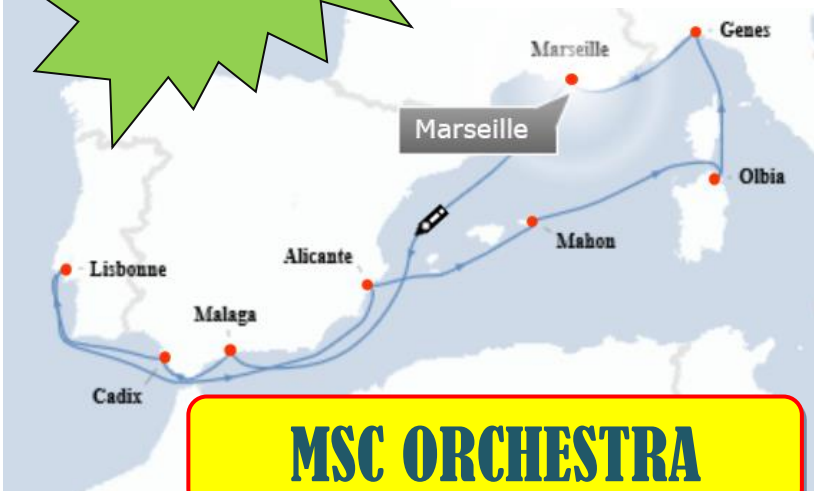 Genes
Marseille
Marseille
Olbia
Mahon
Alicante
Lisbonne
Malaga
Cadix
MSC ORCHESTRA